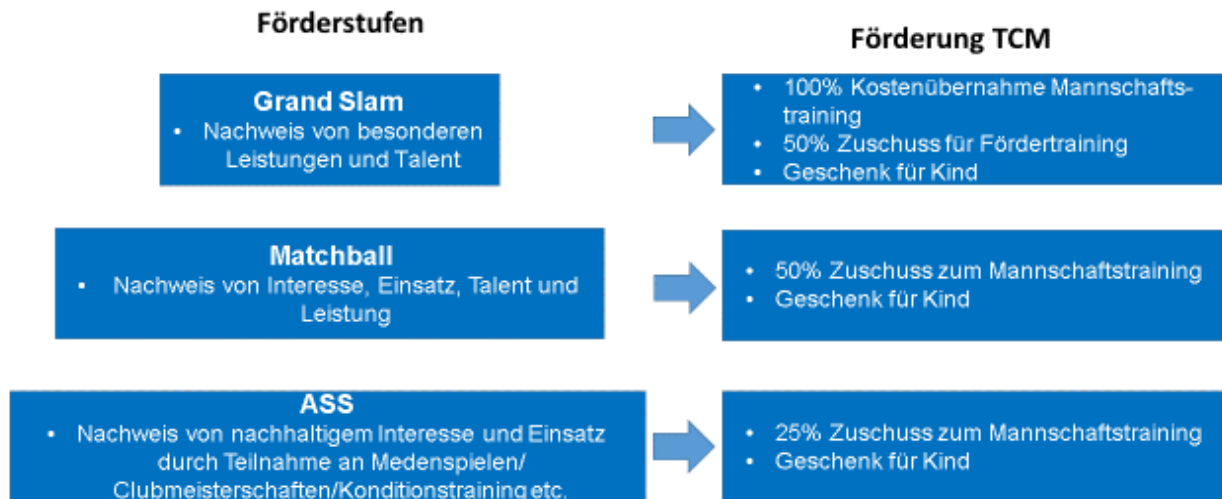 Förderstufen
Förderung TCM
Grand Slam
• Nachweis von besonderen
Leistungen und Talent
• 100% Kostenübernahme Mannschafts-
training
• 50% Zuschuss für Fördertraining
• Geschenk für Kind
Matchball
• Nachweis von Interesse, Einsatz, Talent und
Leistung
• 50% Zuschuss zum Mannschaftstraining
• Geschenk für Kind
ASS
• Nachweis von nachhaltigem Interesse und Einsatz
durch Teilnahme an Medenspielen/
Clubmeisterschaften/Konditionstraining etc.
• 25% Zuschuss zum Mannschaftstraining
• Geschenk für Kind